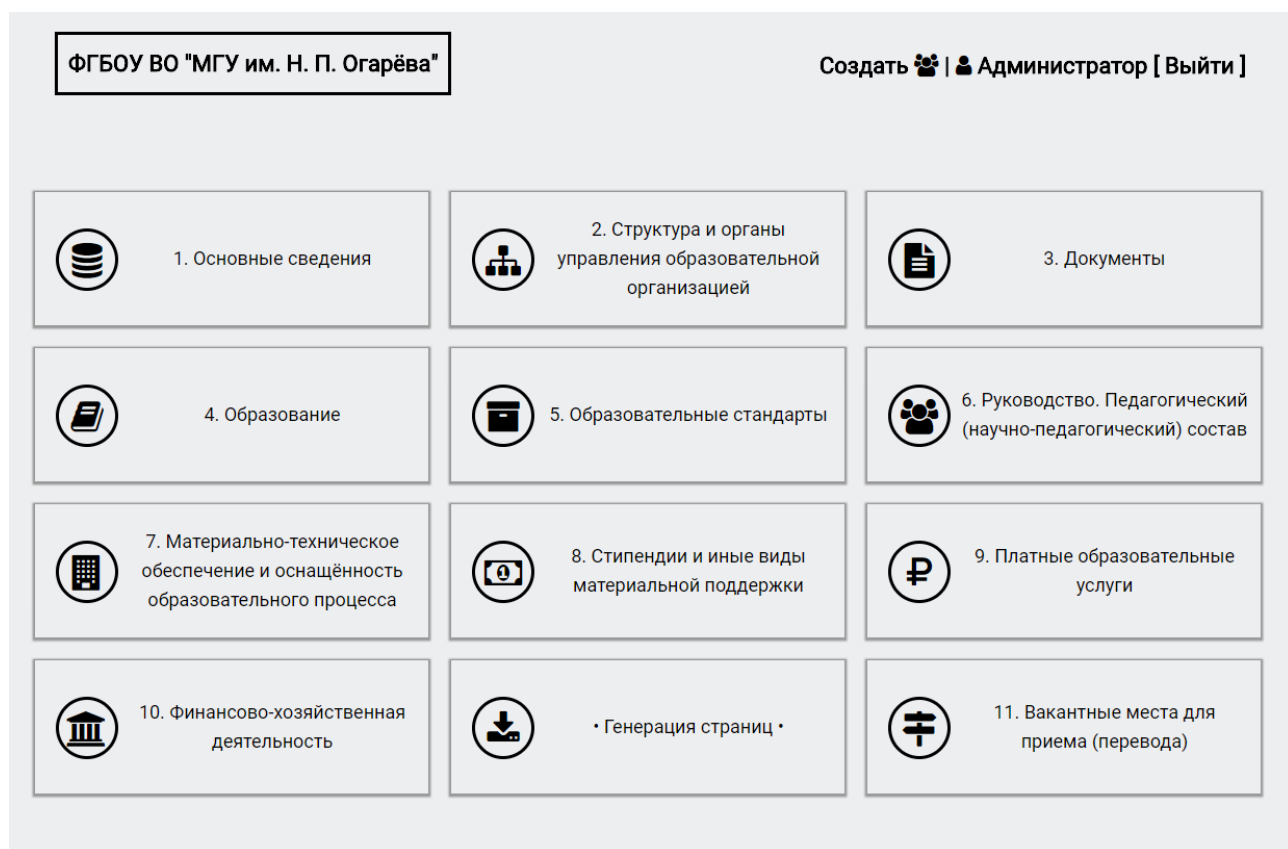 ФГБОУ ВО "МГУ им. Н. П. Огарёва"
Создать | Администратор [ Выйти ]
1. Основные сведения
2. Структура и органы
управления образовательной
организацией
3. Документы
4. Образование
5. Образовательные стандарты
6. Руководство. Педагогический
(научно-педагогический) состав
7. Материально-техническое
обеспечение и оснащённость
образовательного процесса
8. Стипендии и иные виды
материальной поддержки
9. Платные образовательные
услуги
10. Финансово-хозяйственная
деятельность
• Генерация страниц •
11. Вакантные места для
приема (перевода)